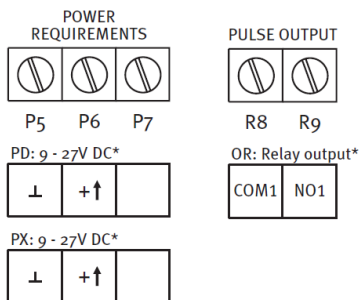 POWER
REQUIREMENTS
PULSE OUTPUT
P5 P6 P7
R8 R9
PD: 9 - 27V DC*
OR: Relay output*
⊥ +↑
COM1 NO1
PX: 9 - 27V DC*
⊥ +↑